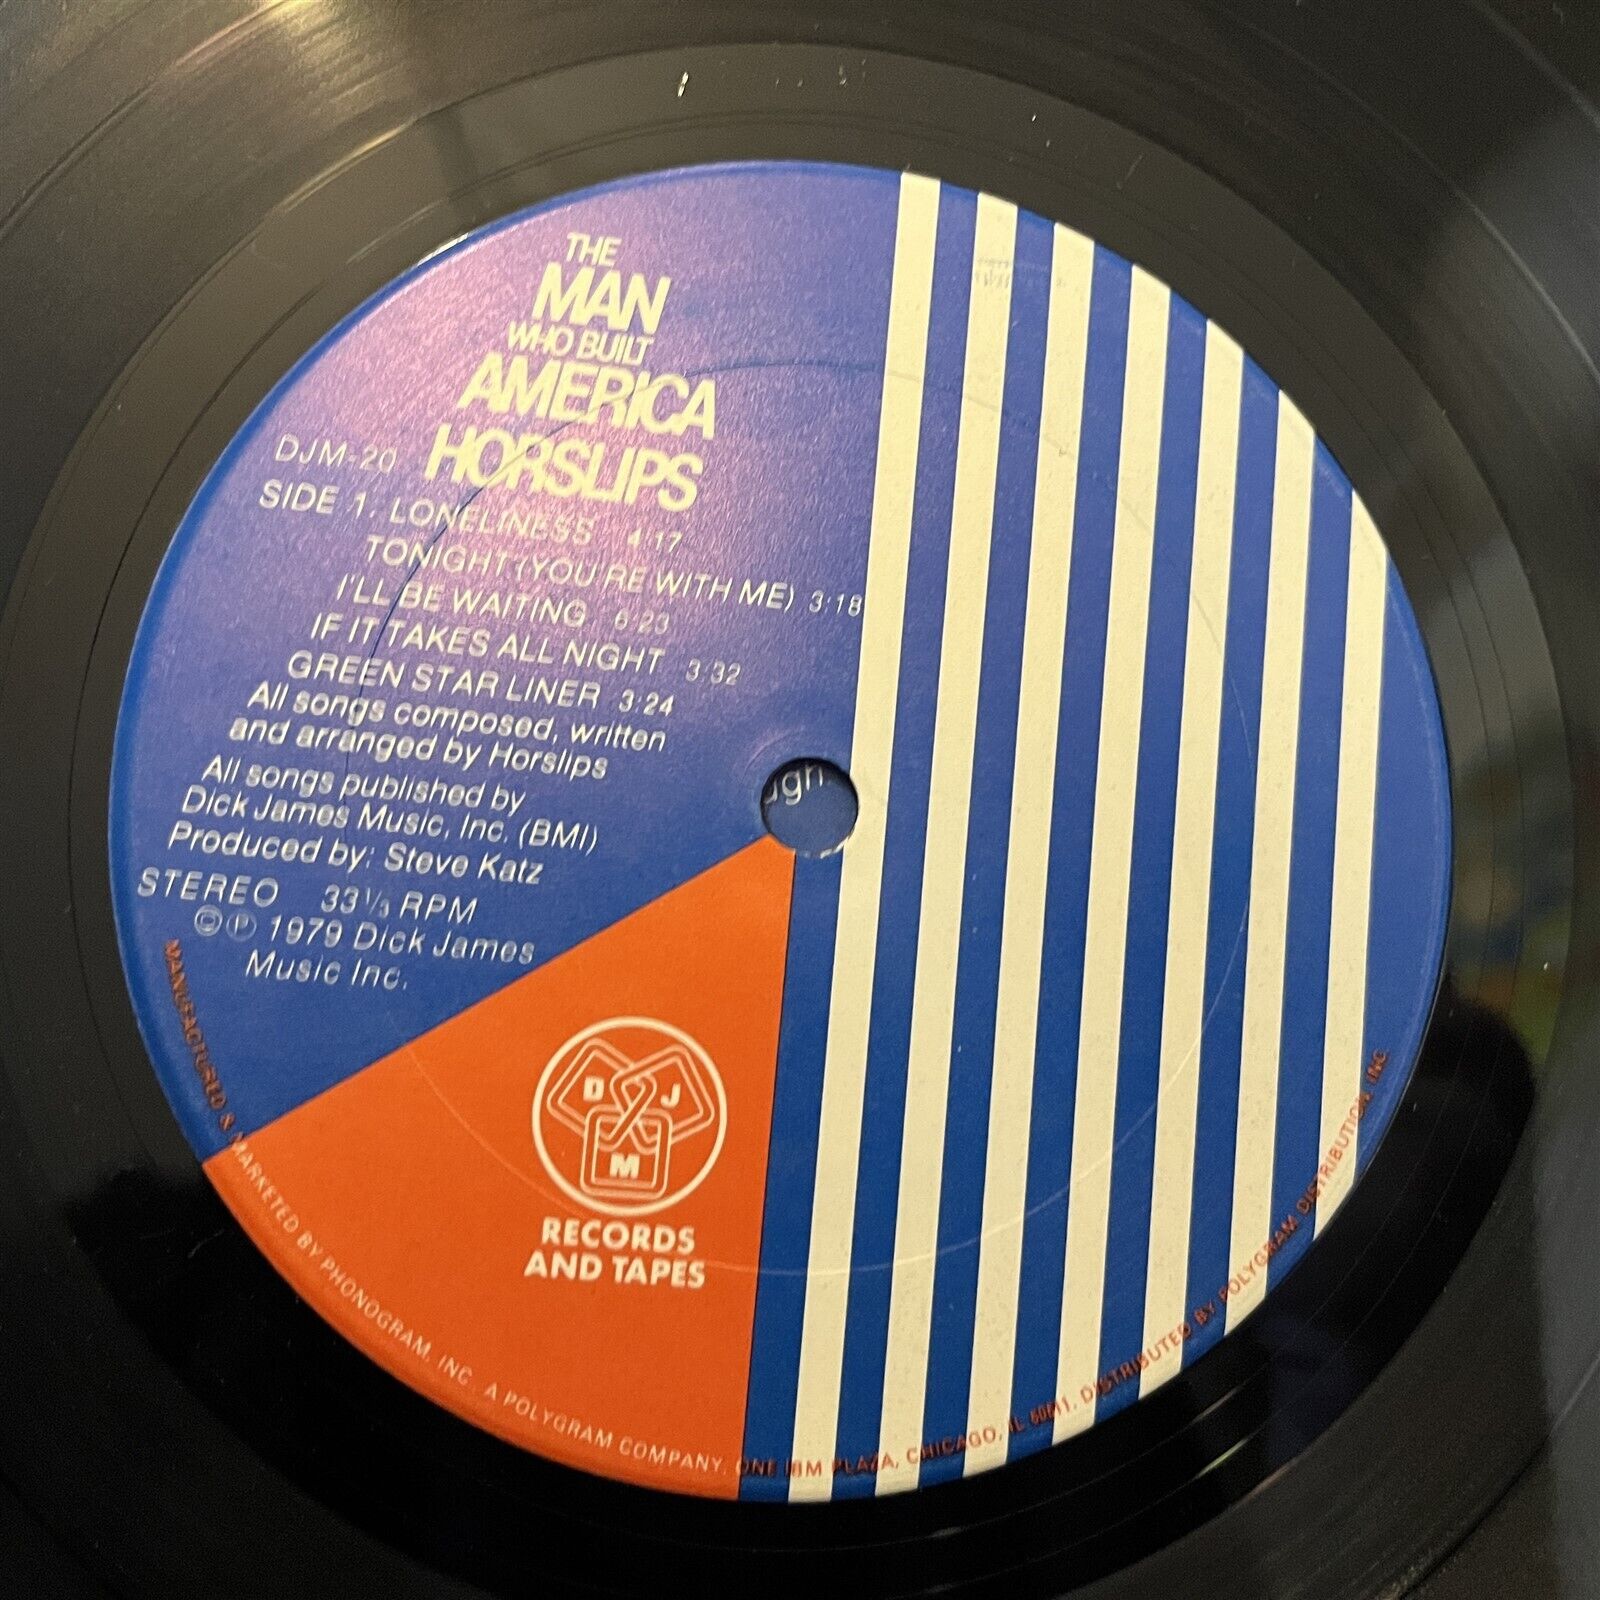 THE
MAN
WHO BUILT
AMERICA
HORSLIPS
DJM-20
SIDE 1. LONELINESS 4:17
TONIGHT (YOU'RE WITH ME) 3:18
I'LL BE WAITING 6:23
IF IT TAKES ALL NIGHT 3:32
GREEN STAR LINER 3:24
All songs composed, written
and arranged by Horslips
All songs published by
Dick James Music, Inc. (BMI)
Produced by: Steve Katz
STEREO 33 1/3 RPM
© ℗ 1979 Dick James
Music Inc.
D J
M
RECORDS
AND TAPES
MANUFACTURED & MARKETED BY PHONOGRAM, INC. A POLYGRAM COMPANY, ONE IBM PLAZA, CHICAGO, IL 60611. DISTRIBUTED BY POLYGRAM DISTRIBUTION, INC.